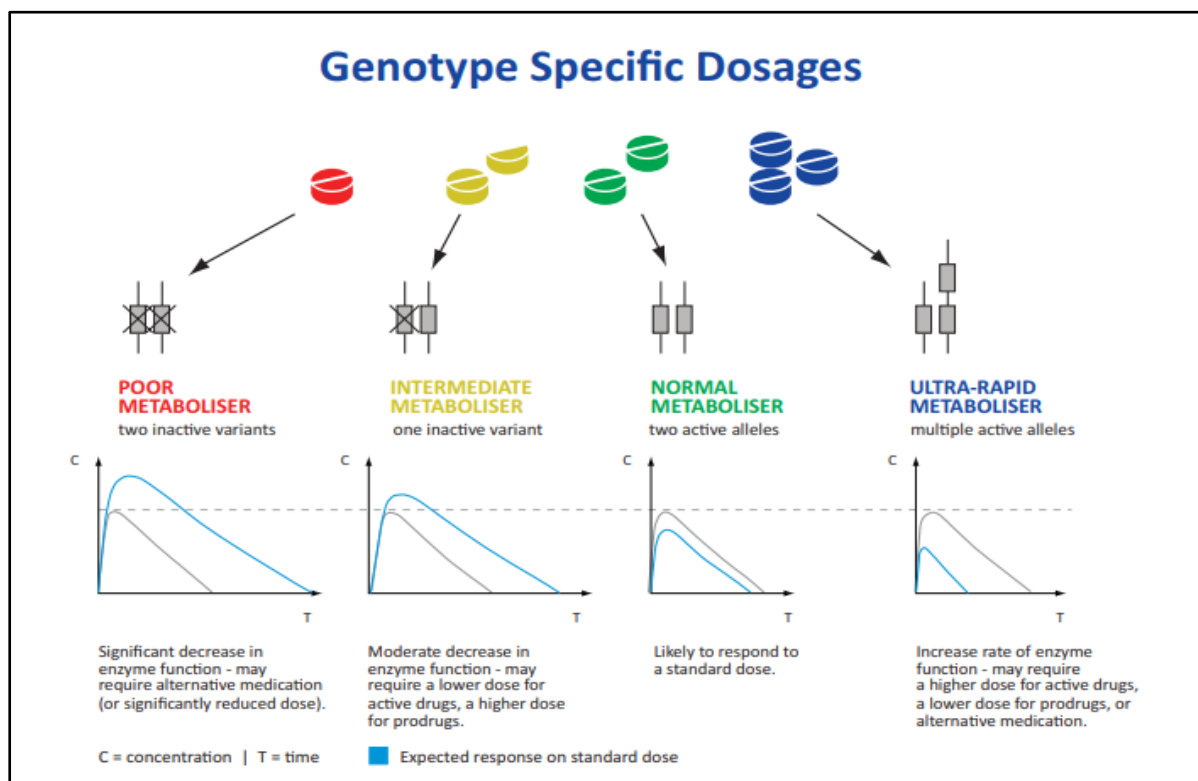 Genotype Specific Dosages
POOR
METABOLISER
two inactive variants
INTERMEDIATE
METABOLISER
one inactive variant
NORMAL
METABOLISER
two active alleles
ULTRA-RAPID
METABOLISER
multiple active alleles
C
T
C
T
C
T
C
T
Significant decrease in
enzyme function - may
require alternative medication
(or significantly reduced dose).
Moderate decrease in
enzyme function - may
require a lower dose for
active drugs, a higher dose
for prodrugs.
Likely to respond to
a standard dose.
Increase rate of enzyme
function - may require
a higher dose for active drugs,
a lower dose for prodrugs, or
alternative medication.
C = concentration | T = time
Expected response on standard dose